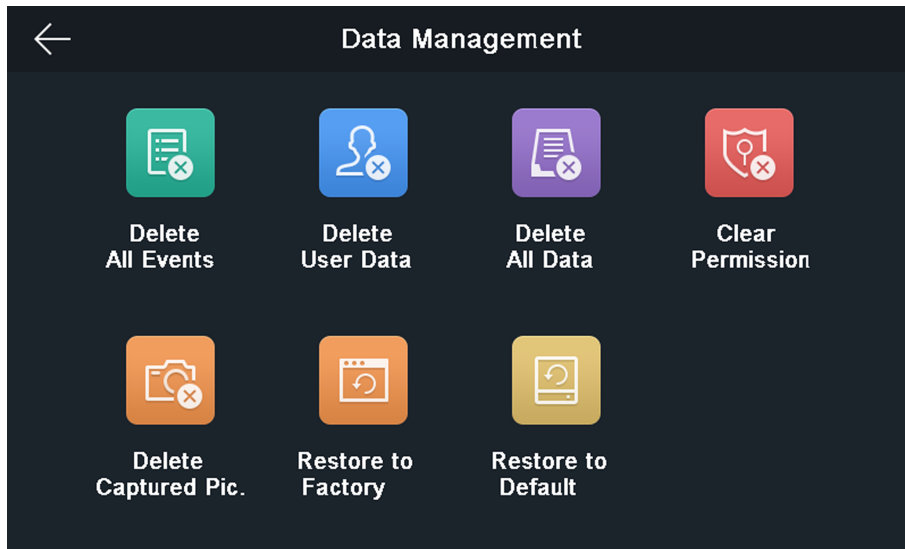 Data Management
Delete
All Events
Delete
User Data
Delete
All Data
Clear
Permission
Delete
Captured Pic.
Restore to
Factory
Restore to
Default